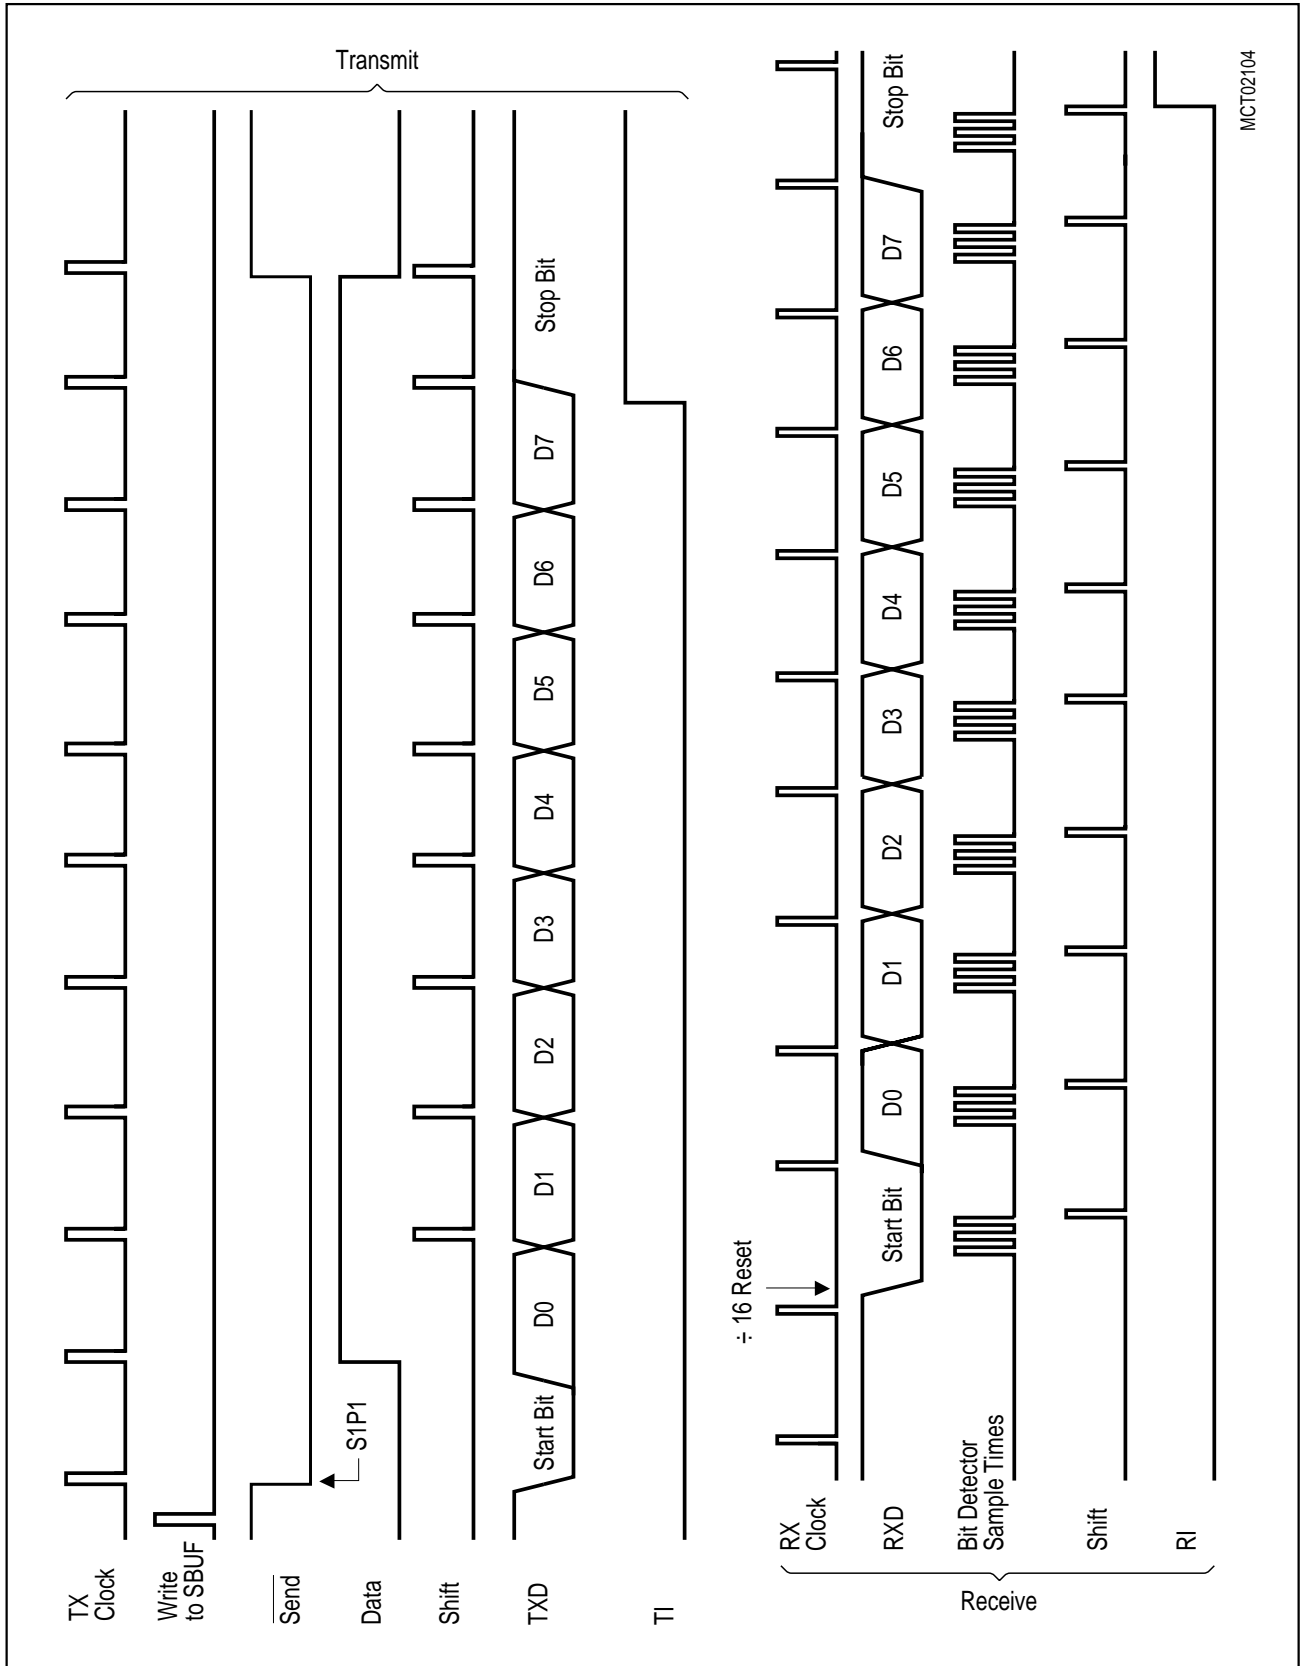 Transmit
TX
Clock
Write
to SBUF
Send
S1P1
Data
Shift
TXD
Start Bit
D0
D1
D2
D3
D4
D5
D6
D7
Stop Bit
TI
Receive
÷ 16 Reset
RX
Clock
RXD
Start Bit
D0
D1
D2
D3
D4
D5
D6
D7
Stop Bit
Bit Detector
Sample Times
Shift
RI
MCT02104